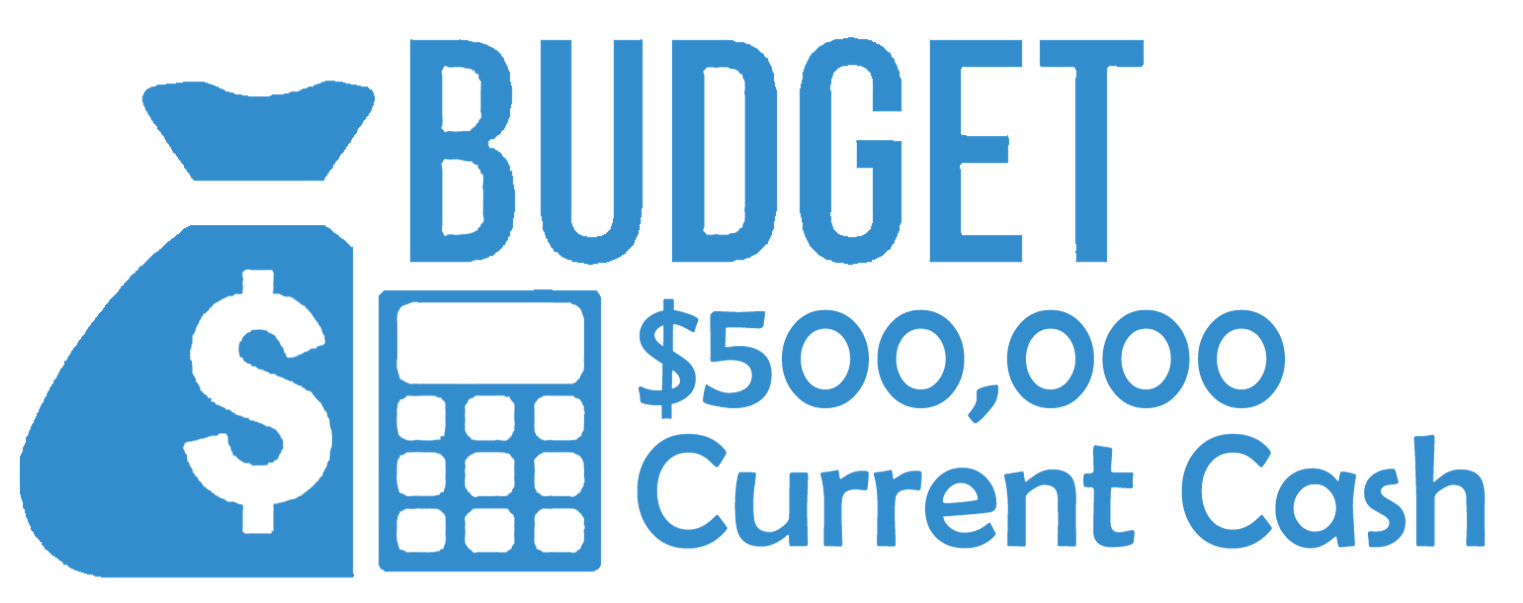 BUDGET
$
$500,000
Current Cash